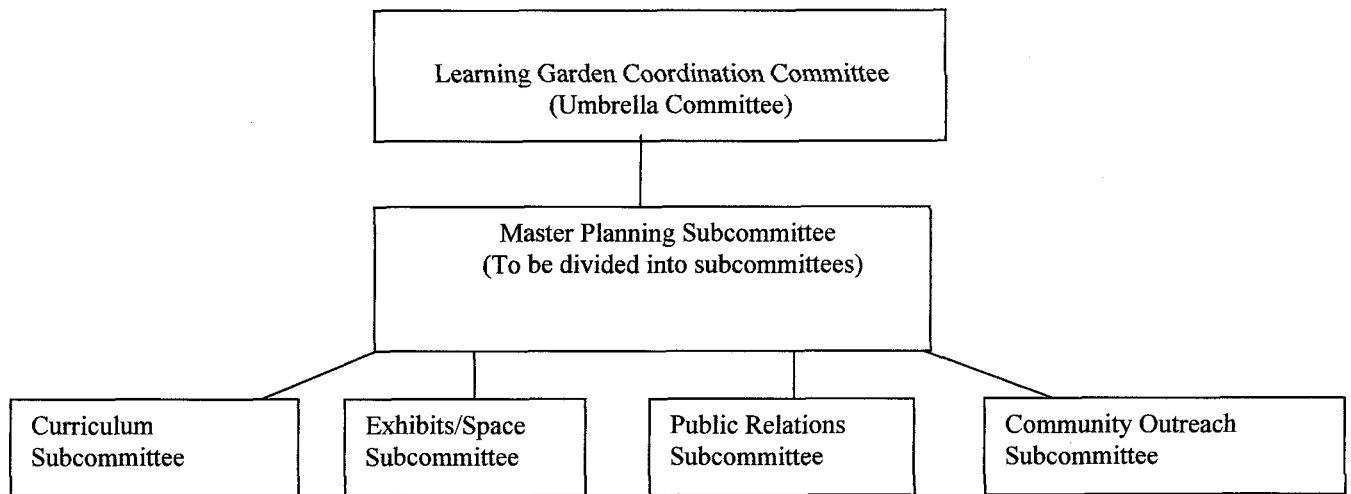 Learning Garden Coordination Committee
(Umbrella Committee)
Master Planning Subcommittee
(To be divided into subcommittees)
Curriculum
Subcommittee
Exhibits/Space
Subcommittee
Public Relations
Subcommittee
Community Outreach
Subcommittee